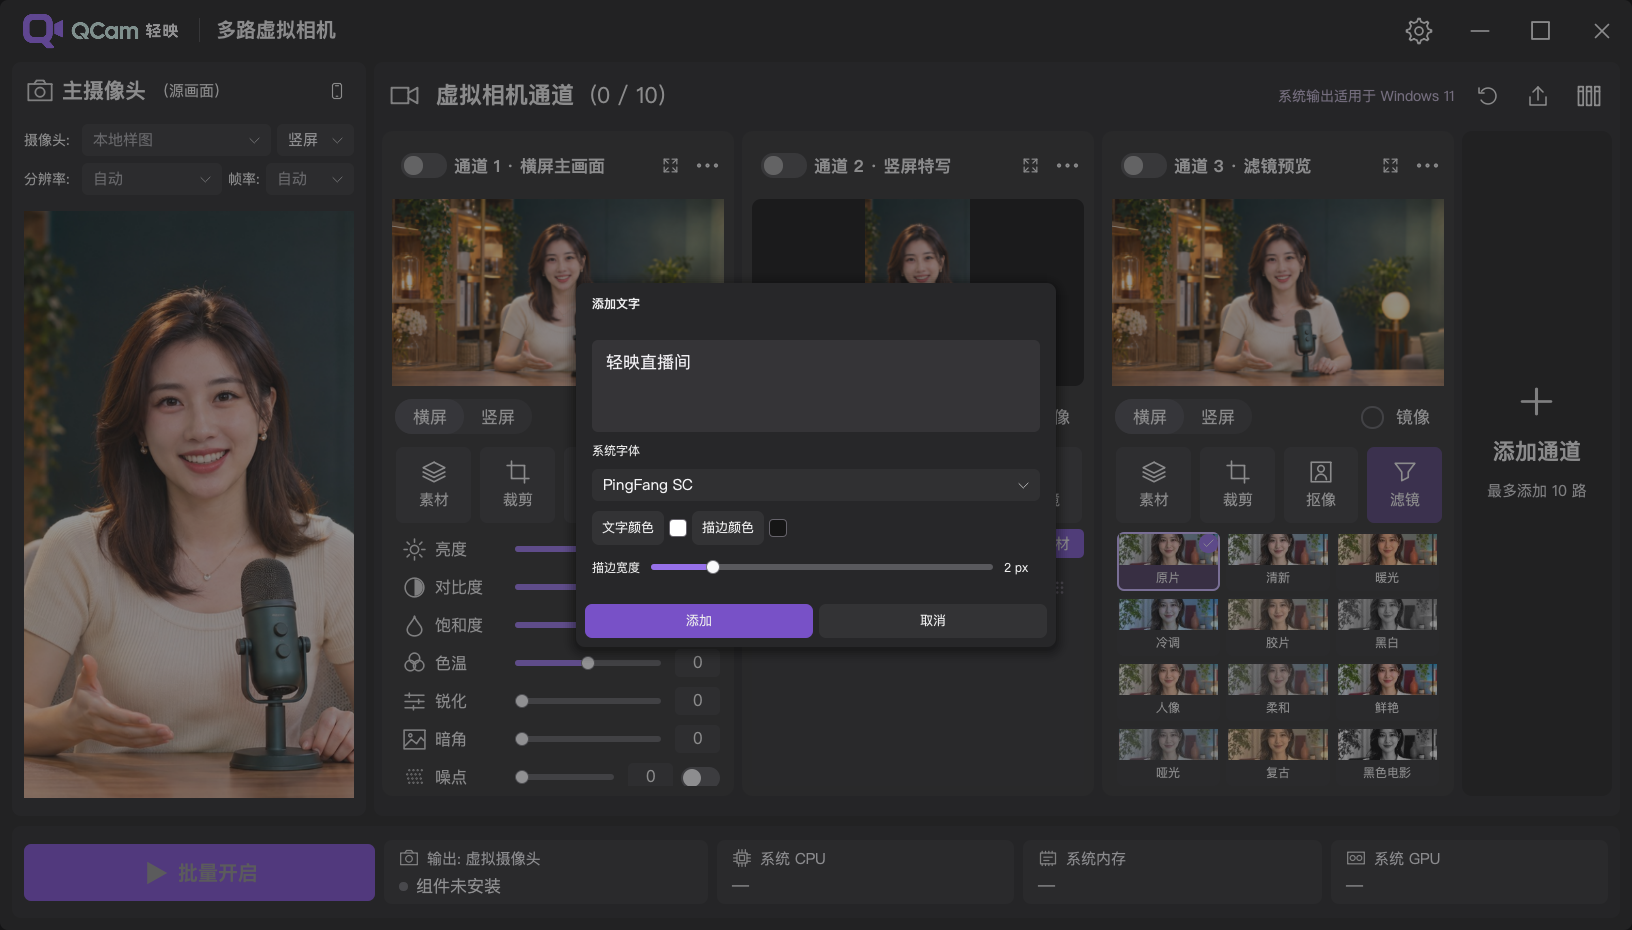 QCam 轻映
多路虚拟相机
主摄像头 (源画面)
摄像头: 本地样图 竖屏
分辨率: 自动 帧率: 自动
虚拟相机通道 (0 / 10)
系统输出适用于 Windows 11
通道 1 · 横屏主画面
通道 2 · 竖屏特写
通道 3 · 滤镜预览
添加文字
轻映直播间
系统字体
PingFang SC
文字颜色 描边颜色
描边宽度 2 px
添加 取消
横屏 竖屏
素材 裁剪
亮度
对比度
饱和度
色温 0
锐化 0
暗角 0
噪点 0
像
材
横屏 竖屏 镜像
素材 裁剪 抠像 滤镜
原片 清新 暖光
冷调 胶片 黑白
人像 柔和 鲜艳
哑光 复古 黑色电影
添加通道
最多添加 10 路
批量开启
输出: 虚拟摄像头
组件未安装
系统 CPU
—
系统内存
—
系统 GPU
—